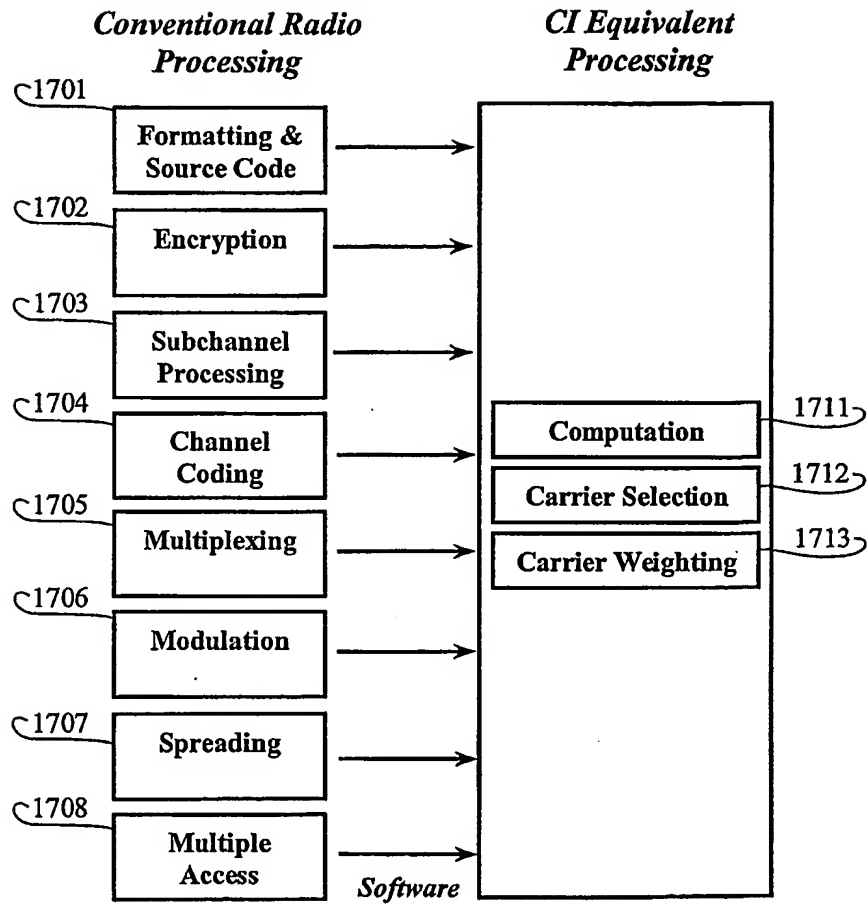 Conventional Radio
Processing
CI Equivalent
Processing
1701
Formatting &
Source Code
1702
Encryption
1703
Subchannel
Processing
1704
Channel
Coding
1705
Multiplexing
1706
Modulation
1707
Spreading
1708
Multiple
Access
Software
Computation
1711
Carrier Selection
1712
Carrier Weighting
1713